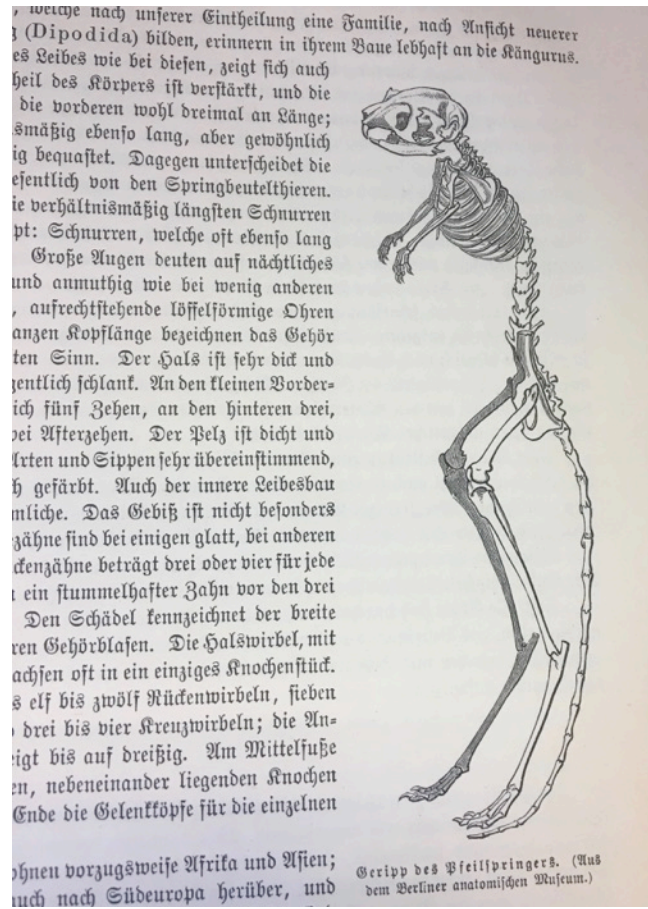 , welche nach unserer Eintheilung eine Familie, nach Ansicht neuerer
g (Dipodida) bilden, erinnern in ihrem Baue lebhaft an die Kängurus.
es Leibes wie bei diesen, zeigt sich auch
heil des Körpers ist verstärkt, und die
die vorderen wohl dreimal an Länge;
smäßig ebenso lang, aber gewöhnlich
ig bequastet. Dagegen unterscheidet die
esentlich von den Springbeutelthieren.
ie verhältnismäßig längsten Schnurren
pt: Schnurren, welche oft ebenso lang
Große Augen deuten auf nächtliches
und anmuthig wie bei wenig anderen
, aufrechtstehende löffelförmige Ohren
anzen Kopflänge bezeichnen das Gehör
ten Sinn. Der Hals ist sehr dick und
gentlich schlank. An den kleinen Vorder-
ich fünf Zehen, an den hinteren drei,
bei Afterzehen. Der Pelz ist dicht und
Arten und Sippen sehr übereinstimmend,
h gefärbt. Auch der innere Leibesbau
mliche. Das Gebiß ist nicht besonders
zähne sind bei einigen glatt, bei anderen
ckenzähne beträgt drei oder vier für jede
n ein stummelhafter Zahn vor den drei
Den Schädel kennzeichnet der breite
ren Gehörblasen. Die Halswirbel, mit
achsen oft in ein einziges Knochenstück.
s elf bis zwölf Rückenwirbeln, sieben
drei bis vier Kreuzwirbeln; die An-
eigt bis auf dreißig. Am Mittelfuße
en, nebeneinander liegenden Knochen
Ende die Gelenkköpfe für die einzelnen
ohnen vorzugsweise Afrika und Asien;
auch nach Südeuropa herüber, und
Geripp des Pfeilspringers. (Aus
dem Berliner anatomischen Museum.)